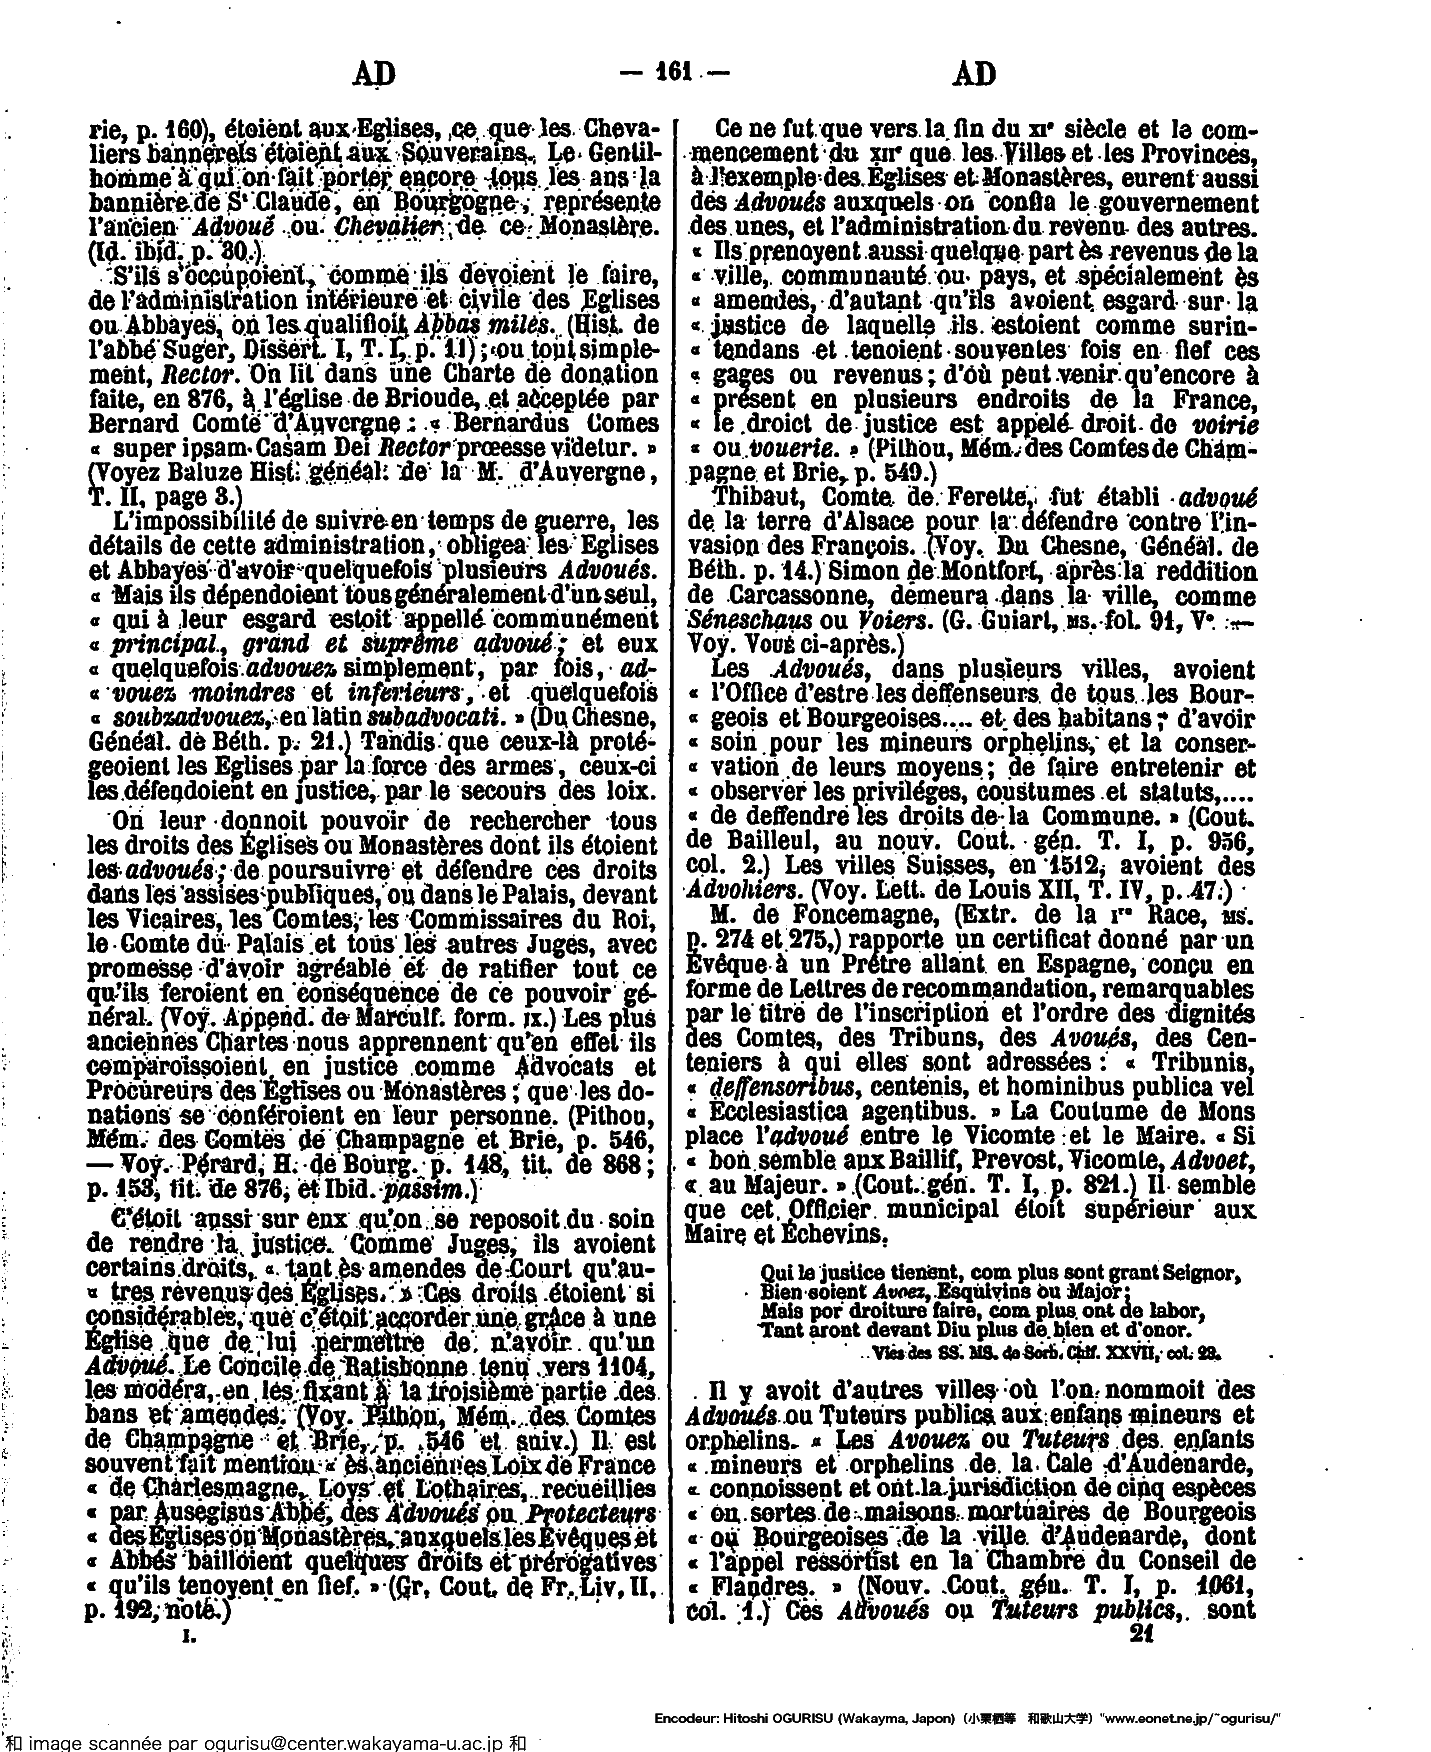 AD
— 161 —
AD
rie, p. 160), étoient aux Eglises, ce que les Cheva-
liers bannerets étoient aux Souverains. Le Gentil-
homme à qui on fait porter encore tous les ans la
bannière de St Claude, en Bourgogne, représente
l'ancien Advoué ou Chevalier de ce Monastère.
(Id. ibid. p. 30.)
S'ils s'occupoient, comme ils devoient le faire,
de l'administration intérieure et civile des Eglises
ou Abbayes, on les qualifioit Abbas miles. (Hist. de
l'abbé Suger, Dissert. I, T. I, p. 11); ou tout simple-
ment, Rector. On lit dans une Charte de donation
faite, en 876, à l'église de Brioude, et acceptée par
Bernard Comte d'Auvergne : « Bernardus Comes
« super ipsam Casam Dei Rector præesse videtur. »
(Voyez Baluze Hist. généal. de la M. d'Auvergne,
T. II, page 3.)
L'impossibilité de suivre en temps de guerre, les
détails de cette administration, obligea les Eglises
et Abbayes d'avoir quelquefois plusieurs Advoués.
« Mais ils dépendoient tous généralement d'un seul,
« qui à leur esgard estoit appellé communément
« principal, grand et suprême advoué; et eux
« quelquefois advouez simplement, par fois, ad-
« vouez moindres et inferieurs, et quelquefois
« soubzadvouez, en latin subadvocati. » (Du Chesne,
Généal. de Béth. p. 21.) Tandis que ceux-là proté-
geoient les Eglises par la force des armes, ceux-ci
les défendoient en justice, par le secours des loix.
On leur donnoit pouvoir de rechercher tous
les droits des Églises ou Monastères dont ils étoient
les advoués; de poursuivre et défendre ces droits
dans les assises publiques, ou dans le Palais, devant
les Vicaires, les Comtes, les Commissaires du Roi,
le Comte du Palais et tous les autres Juges, avec
promesse d'avoir agréable et de ratifier tout ce
qu'ils feroient en conséquence de ce pouvoir gé-
néral. (Voy. Append. de Marculf. form. IX.) Les plus
anciennes Chartes nous apprennent qu'en effet ils
comparoissoient en justice comme Advocats et
Procureurs des Églises ou Monastères ; que les do-
nations se conféroient en leur personne. (Pithou,
Mém. des Comtes de Champagne et Brie, p. 546,
— Voy. Pérard, H. de Bourg. p. 148, tit. de 868 ;
p. 153, tit. de 876, et Ibid. passim.)
C'étoit aussi sur eux qu'on se reposoit du soin
de rendre la justice. Comme Juges, ils avoient
certains droits, « tant ès amendes de Court qu'au-
« tres revenus des Églises. » Ces droits étoient si
considérables, que c'étoit accorder une grâce à une
Église que de lui permettre de n'avoir qu'un
Advoué. Le Concile de Ratisbonne tenu vers 1104,
les modéra, en les fixant à la troisième partie des
bans et amendes. (Voy. Pithou, Mém. des Comtes
de Champagne et Brie, p. 546 et suiv.) Il est
souvent fait mention « ès anciennes Loix de France
« de Charlesmagne, Loys et Lothaires, recueillies
« par Ausegisus Abbé, des Advoués ou Protecteurs
« des Églises ou Monastères, auxquels les Evêques et
« Abbés bailloient quelques droits et prérogatives
« qu'ils tenoyent en fief. » (Gr. Cout. de Fr. Liv. II,
p. 192, note.)
I.
Ce ne fut que vers la fin du XIe siècle et le com-
mencement du XIIe que les Villes et les Provinces,
à l'exemple des Églises et Monastères, eurent aussi
des Advoués auxquels on confia le gouvernement
des unes, et l'administration du revenu des autres.
« Ils prenoyent aussi quelque part ès revenus de la
« ville, communauté ou pays, et spécialement ès
« amendes, d'autant qu'ils avoient esgard sur la
« justice de laquelle ils estoient comme surin-
« tendans et tenoient souventes fois en fief ces
« gages ou revenus ; d'où peut venir qu'encore à
« présent en plusieurs endroits de la France,
« le droict de justice est appelé droit de voirie
« ou vouerie. » (Pithou, Mém. des Comtes de Cham-
pagne et Brie, p. 549.)
Thibaut, Comte de Ferette, fut établi advoué
de la terre d'Alsace pour la défendre contre l'in-
vasion des François. (Voy. Du Chesne, Généal. de
Béth. p. 14.) Simon de Montfort, après la reddition
de Carcassonne, demeura dans la ville, comme
Séneschaus ou Voiers. (G. Guiart, MS. fol. 91, V° —
Voy. Voué ci-après.)
Les Advoués, dans plusieurs villes, avoient
« l'Office d'estre les deffenseurs de tous les Bour-
« geois et Bourgeoises.... et des habitans; d'avoir
« soin pour les mineurs orphelins, et la conser-
« vation de leurs moyens; de faire entretenir et
« observer les priviléges, coustumes et statuts,....
« de deffendre les droits de la Commune. » (Cout.
de Bailleul, au nouv. Cout. gén. T. I, p. 956,
col. 2.) Les villes Suisses, en 1512, avoient des
Advohiers. (Voy. Lett. de Louis XII, T. IV, p. 47.)
M. de Foncemagne, (Extr. de la Ire Race, MS.
p. 274 et 275,) rapporte un certificat donné par un
Évêque à un Prêtre allant en Espagne, conçu en
forme de Lettres de recommandation, remarquables
par le titre de l'inscription et l'ordre des dignités
des Comtes, des Tribuns, des Avoués, des Cen-
teniers à qui elles sont adressées : « Tribunis,
« deffensoribus, centenis, et hominibus publica vel
« Ecclesiastica agentibus. » La Coutume de Mons
place l'advoué entre le Vicomte et le Maire. « Si
« bon semble aux Baillif, Prevost, Vicomte, Advoet,
« au Majeur. » (Cout. gén. T. I, p. 821.) Il semble
que cet Officier municipal étoit supérieur aux
Maire et Échevins.
Qui le justice tienent, com plus sont grant Seignor,
Bien soient Avoez, Esquivins ou Major;
Mais por droiture faire, com plus ont de labor,
Tant aront devant Diu plus de bien et d'onor.
Vies des SS. MS. de Sorb. Chff. XXVII, col. 23.
Il y avoit d'autres villes où l'on nommoit des
Advoués ou Tuteurs publics aux enfans mineurs et
orphelins. « Les Avouez ou Tuteurs des enfants
« mineurs et orphelins de la Cale d'Audenarde,
« connoissent et ont la jurisdiction de cinq espèces
« ou sortes de maisons mortuaires de Bourgeois
« ou Bourgeoises de la ville d'Audenarde, dont
« l'appel ressortist en la Chambre du Conseil de
« Flandres. » (Nouv. Cout. gén. T. I, p. 1061,
col. 1.) Ces Advoués ou Tuteurs publics, sont
21
Encodeur: Hitoshi OGURISU (Wakayma, Japon) (小栗栖等 和歌山大学) "www.eonet.ne.jp/~ogurisu/"
和 image scannée par ogurisu@center.wakayama-u.ac.jp 和